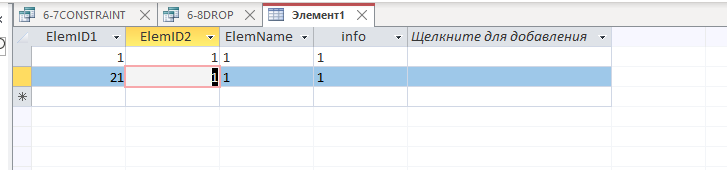 6-7CONSTRAINT 6-8DROP Элемент1
ElemID1 ElemID2 ElemName info Щелкните для добавления
1 1 1 1
21 1 1 1